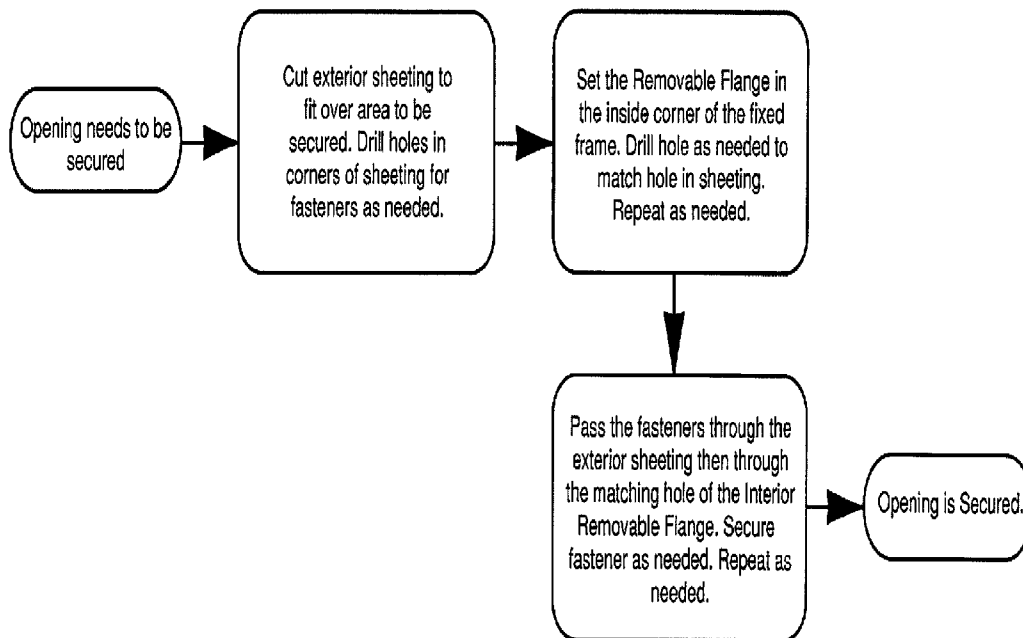 Opening needs to be
secured
Cut exterior sheeting to
fit over area to be
secured. Drill holes in
corners of sheeting for
fasteners as needed.
Set the Removable Flange in
the inside corner of the fixed
frame. Drill hole as needed to
match hole in sheeting.
Repeat as needed.
Pass the fasteners through the
exterior sheeting then through
the matching hole of the Interior
Removable Flange. Secure
fastener as needed. Repeat as
needed.
Opening is Secured.